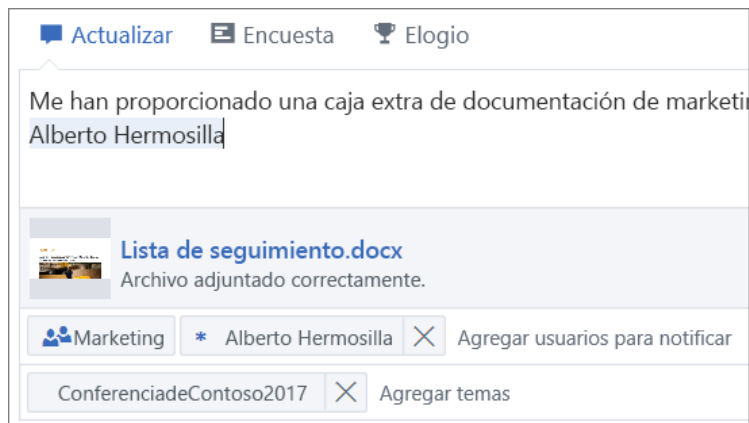 Actualizar Encuesta Elogio
Me han proporcionado una caja extra de documentación de
Alberto Hermosilla
Lista de seguimiento.docx
Archivo adjuntado correctamente.
Marketing * Alberto Hermosilla Agregar usuarios para notificar
ConferenciadeContoso2017 Agregar temas